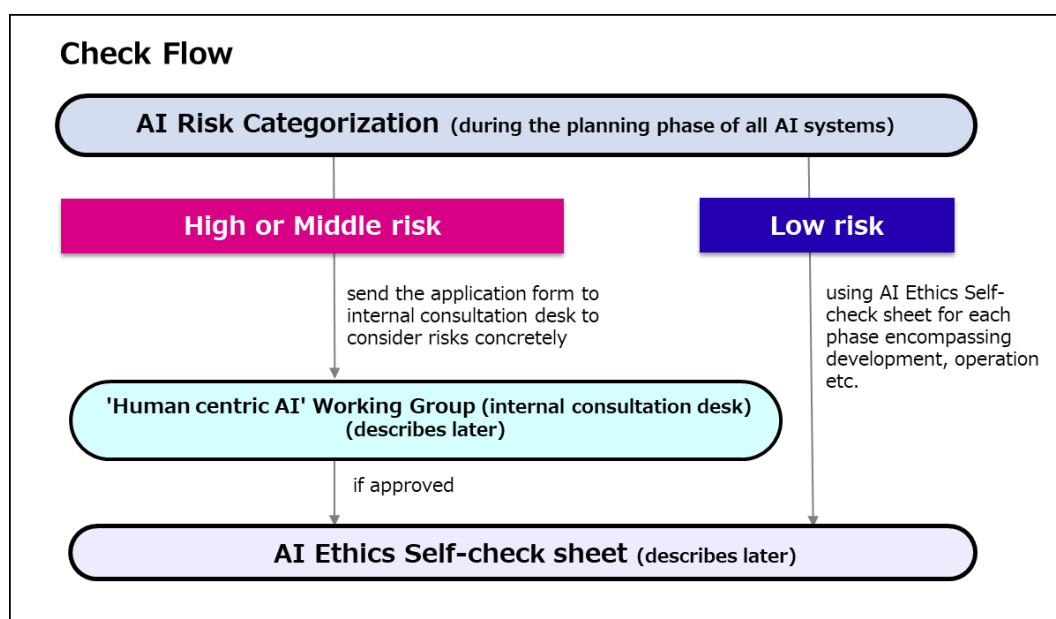 Check Flow
AI Risk Categorization (during the planning phase of all AI systems)
High or Middle risk
Low risk
send the application form to
internal consultation desk to
consider risks concretely
using AI Ethics Self-
check sheet for each
phase encompassing
development, operation
etc.
'Human centric AI' Working Group (internal consultation desk)
(describes later)
if approved
AI Ethics Self-check sheet (describes later)